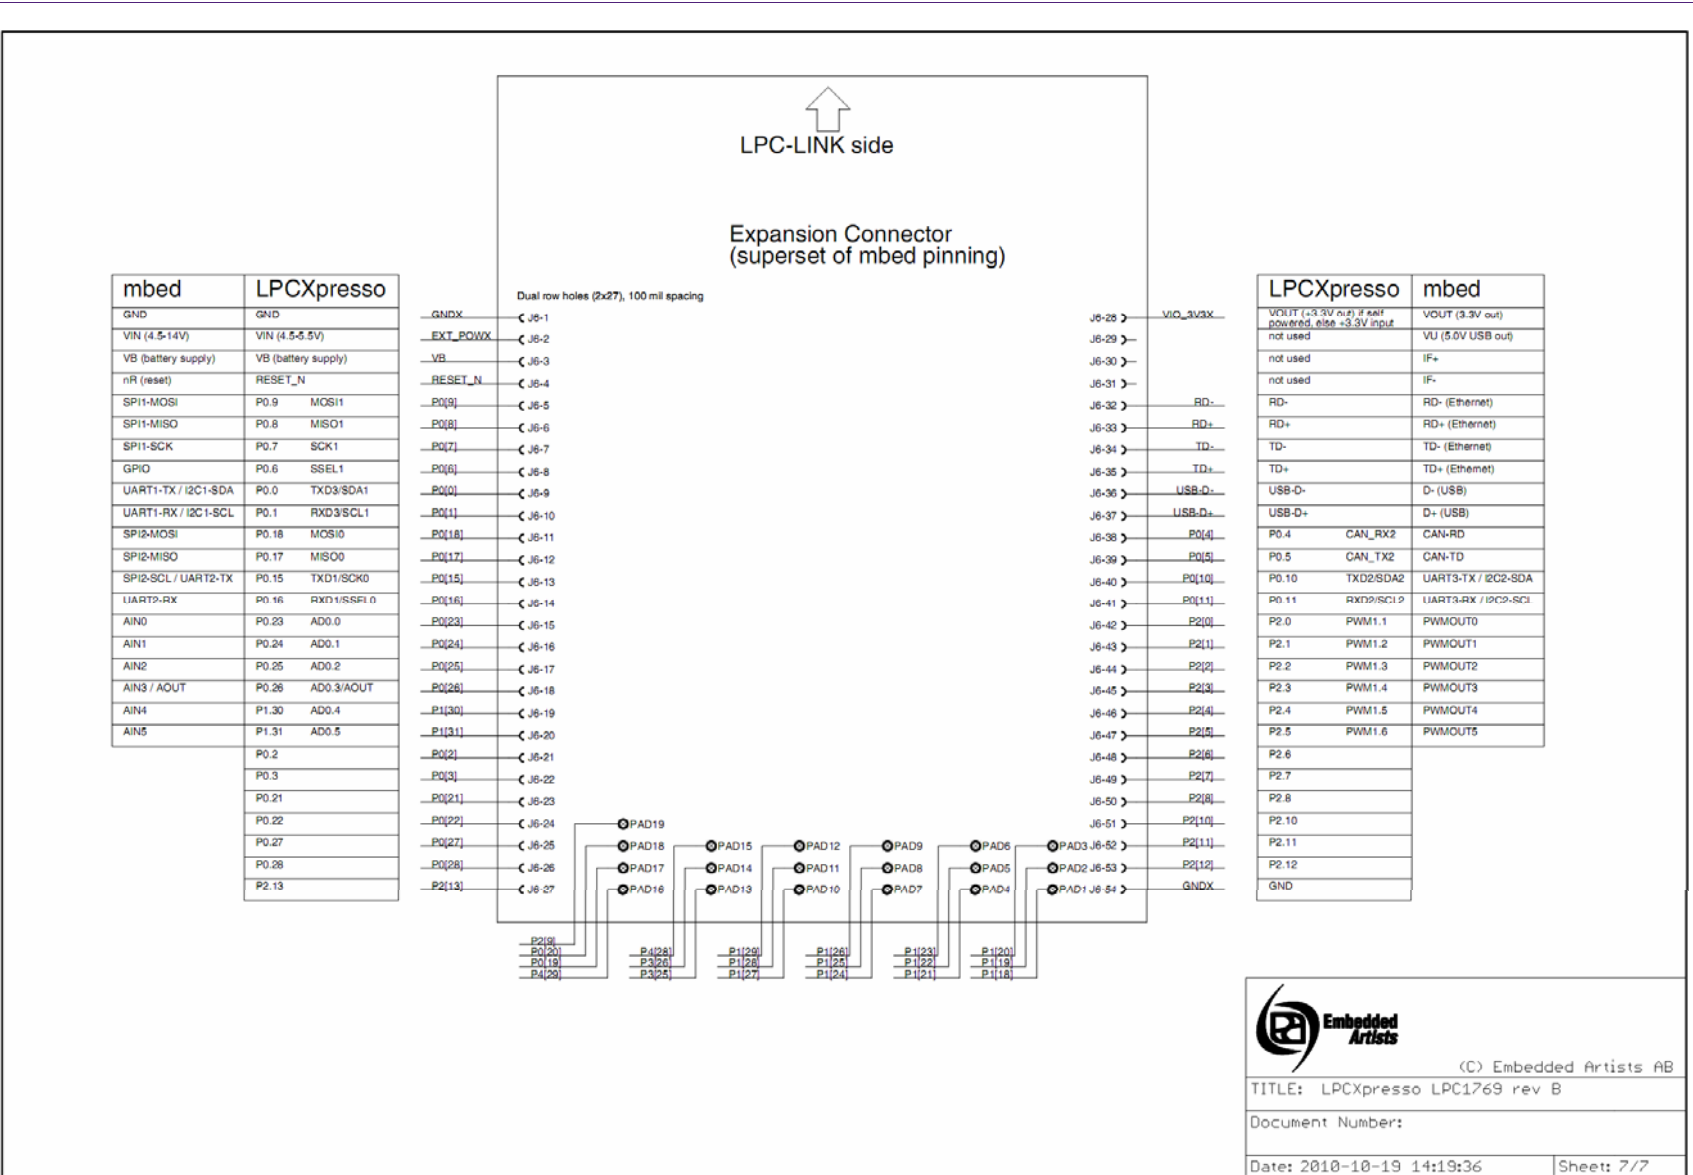 LPC-LINK side
Expansion Connector
(superset of mbed pinning)
Dual row holes (2x27), 100 mil spacing
mbed LPCXpresso
GND GND GNDX J6-1
VIN (4.5-14V) VIN (4.5-5.5V) EXT_POWX J6-2
VB (battery supply) VB (battery supply) VB J6-3
nR (reset) RESET_N RESET_N J6-4
SPI1-MOSI P0.9 MOSI1 P0[9] J6-5
SPI1-MISO P0.8 MISO1 P0[8] J6-6
SPI1-SCK P0.7 SCK1 P0[7] J6-7
GPIO P0.6 SSEL1 P0[6] J6-8
UART1-TX / I2C1-SDA P0.0 TXD3/SDA1 P0[0] J6-9
UART1-RX / I2C1-SCL P0.1 RXD3/SCL1 P0[1] J6-10
SPI2-MOSI P0.18 MOSI0 P0[18] J6-11
SPI2-MISO P0.17 MISO0 P0[17] J6-12
SPI2-SCL / UART2-TX P0.15 TXD1/SCK0 P0[15] J6-13
UART2-RX P0.16 RXD1/SSEL0 P0[16] J6-14
AIN0 P0.23 AD0.0 P0[23] J6-15
AIN1 P0.24 AD0.1 P0[24] J6-16
AIN2 P0.25 AD0.2 P0[25] J6-17
AIN3 / AOUT P0.26 AD0.3/AOUT P0[26] J6-18
AIN4 P1.30 AD0.4 P1[30] J6-19
AIN5 P1.31 AD0.5 P1[31] J6-20
P0.2 P0[2] J6-21
P0.3 P0[3] J6-22
P0.21 P0[21] J6-23
P0.22 P0[22] J6-24
P0.27 P0[27] J6-25
P0.28 P0[28] J6-26
P2.13 P2[13] J6-27
LPCXpresso mbed
J6-28 VIO_3V3X VOUT (+3.3V out) if self powered, else +3.3V input VOUT (3.3V out)
J6-29 not used VU (5.0V USB out)
J6-30 not used IF+
J6-31 not used IF-
J6-32 RD- RD- RD- (Ethernet)
J6-33 RD+ RD+ RD+ (Ethernet)
J6-34 TD- TD- TD- (Ethernet)
J6-35 TD+ TD+ TD+ (Ethernet)
J6-36 USB-D- USB-D- D- (USB)
J6-37 USB-D+ USB-D+ D+ (USB)
J6-38 P0[4] P0.4 CAN_RX2 CAN-RD
J6-39 P0[5] P0.5 CAN_TX2 CAN-TD
J6-40 P0[10] P0.10 TXD2/SDA2 UART3-TX / I2C2-SDA
J6-41 P0[11] P0.11 RXD2/SCL2 UART3-RX / I2C2-SCL
J6-42 P2[0] P2.0 PWM1.1 PWMOUT0
J6-43 P2[1] P2.1 PWM1.2 PWMOUT1
J6-44 P2[2] P2.2 PWM1.3 PWMOUT2
J6-45 P2[3] P2.3 PWM1.4 PWMOUT3
J6-46 P2[4] P2.4 PWM1.5 PWMOUT4
J6-47 P2[5] P2.5 PWM1.6 PWMOUT5
J6-48 P2[6] P2.6
J6-49 P2[7] P2.7
J6-50 P2[8] P2.8
J6-51 P2[10] P2.10
J6-52 P2[11] P2.11
J6-53 P2[12] P2.12
J6-54 GNDX GND
PAD19
PAD18 PAD15 PAD12 PAD9 PAD6 PAD3
PAD17 PAD14 PAD11 PAD8 PAD5 PAD2
PAD16 PAD13 PAD10 PAD7 PAD4 PAD1
P2[9]
P0[20] P4[28] P1[29] P1[26] P1[23] P1[20]
P0[19] P3[26] P1[28] P1[25] P1[22] P1[19]
P4[29] P3[25] P1[27] P1[24] P1[21] P1[18]
Embedded
Artists
(C) Embedded Artists AB
TITLE: LPCXpresso LPC1769 rev B
Document Number:
Date: 2010-10-19 14:19:36 Sheet: 7/7